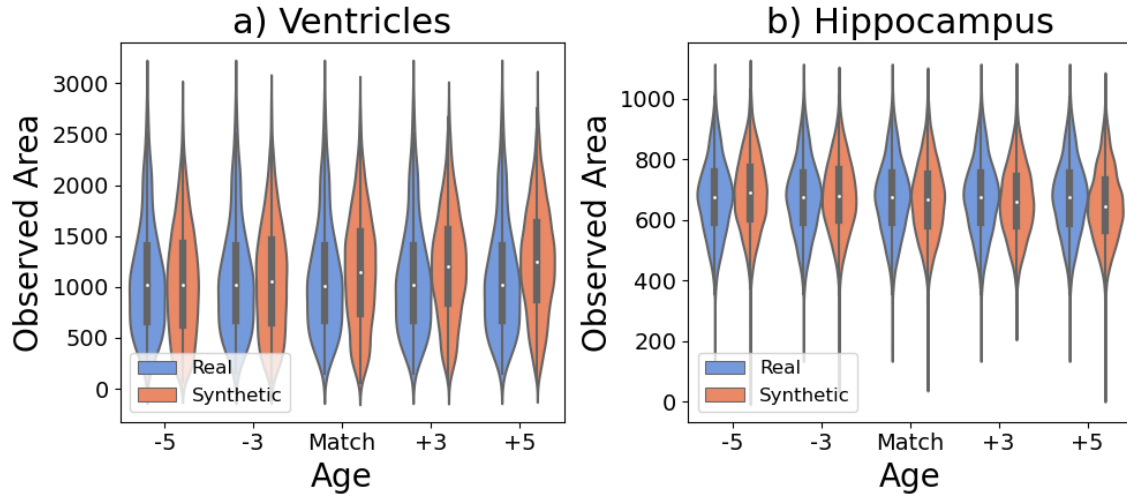 a) Ventricles
Observed Area
3000
2500
2000
1500
1000
500
0
Real
Synthetic
-5
-3
Match
+3
+5
Age
b) Hippocampus
Observed Area
1000
800
600
400
200
0
Real
Synthetic
-5
-3
Match
+3
+5
Age